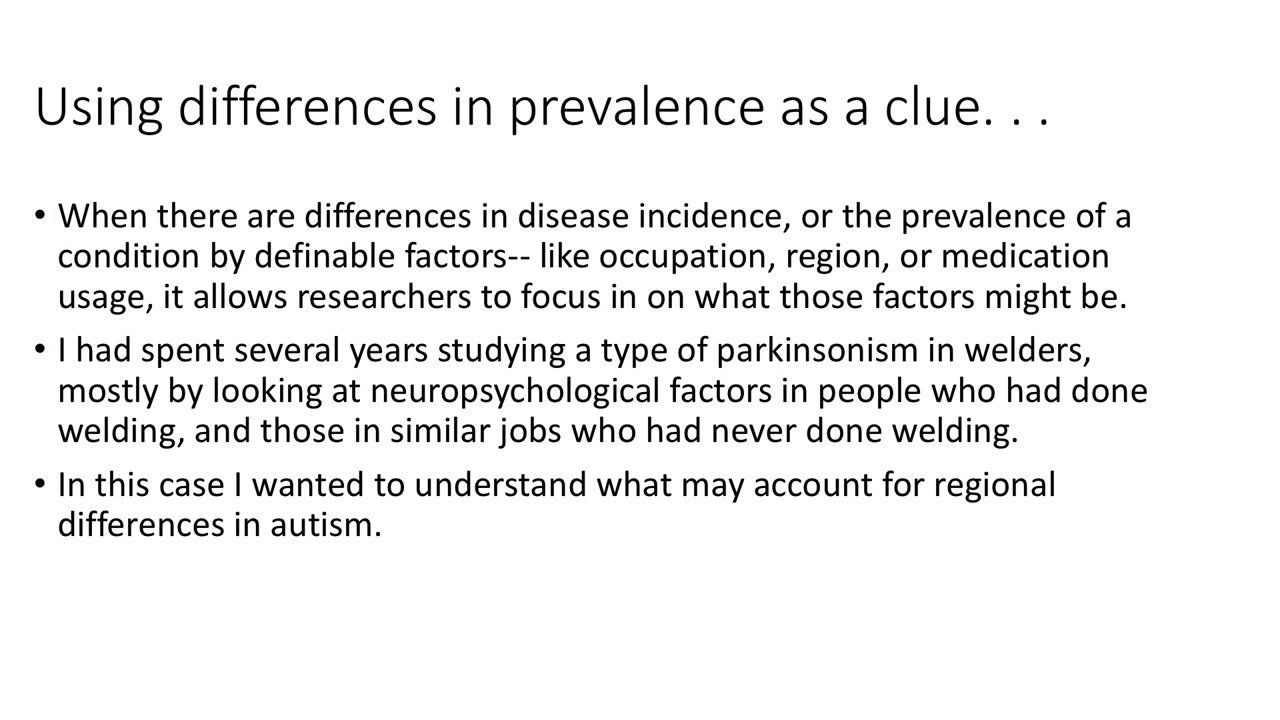 Using differences in prevalence as a clue. . .
• When there are differences in disease incidence, or the prevalence of a
condition by definable factors-- like occupation, region, or medication
usage, it allows researchers to focus in on what those factors might be.
• I had spent several years studying a type of parkinsonism in welders,
mostly by looking at neuropsychological factors in people who had done
welding, and those in similar jobs who had never done welding.
• In this case I wanted to understand what may account for regional
differences in autism.